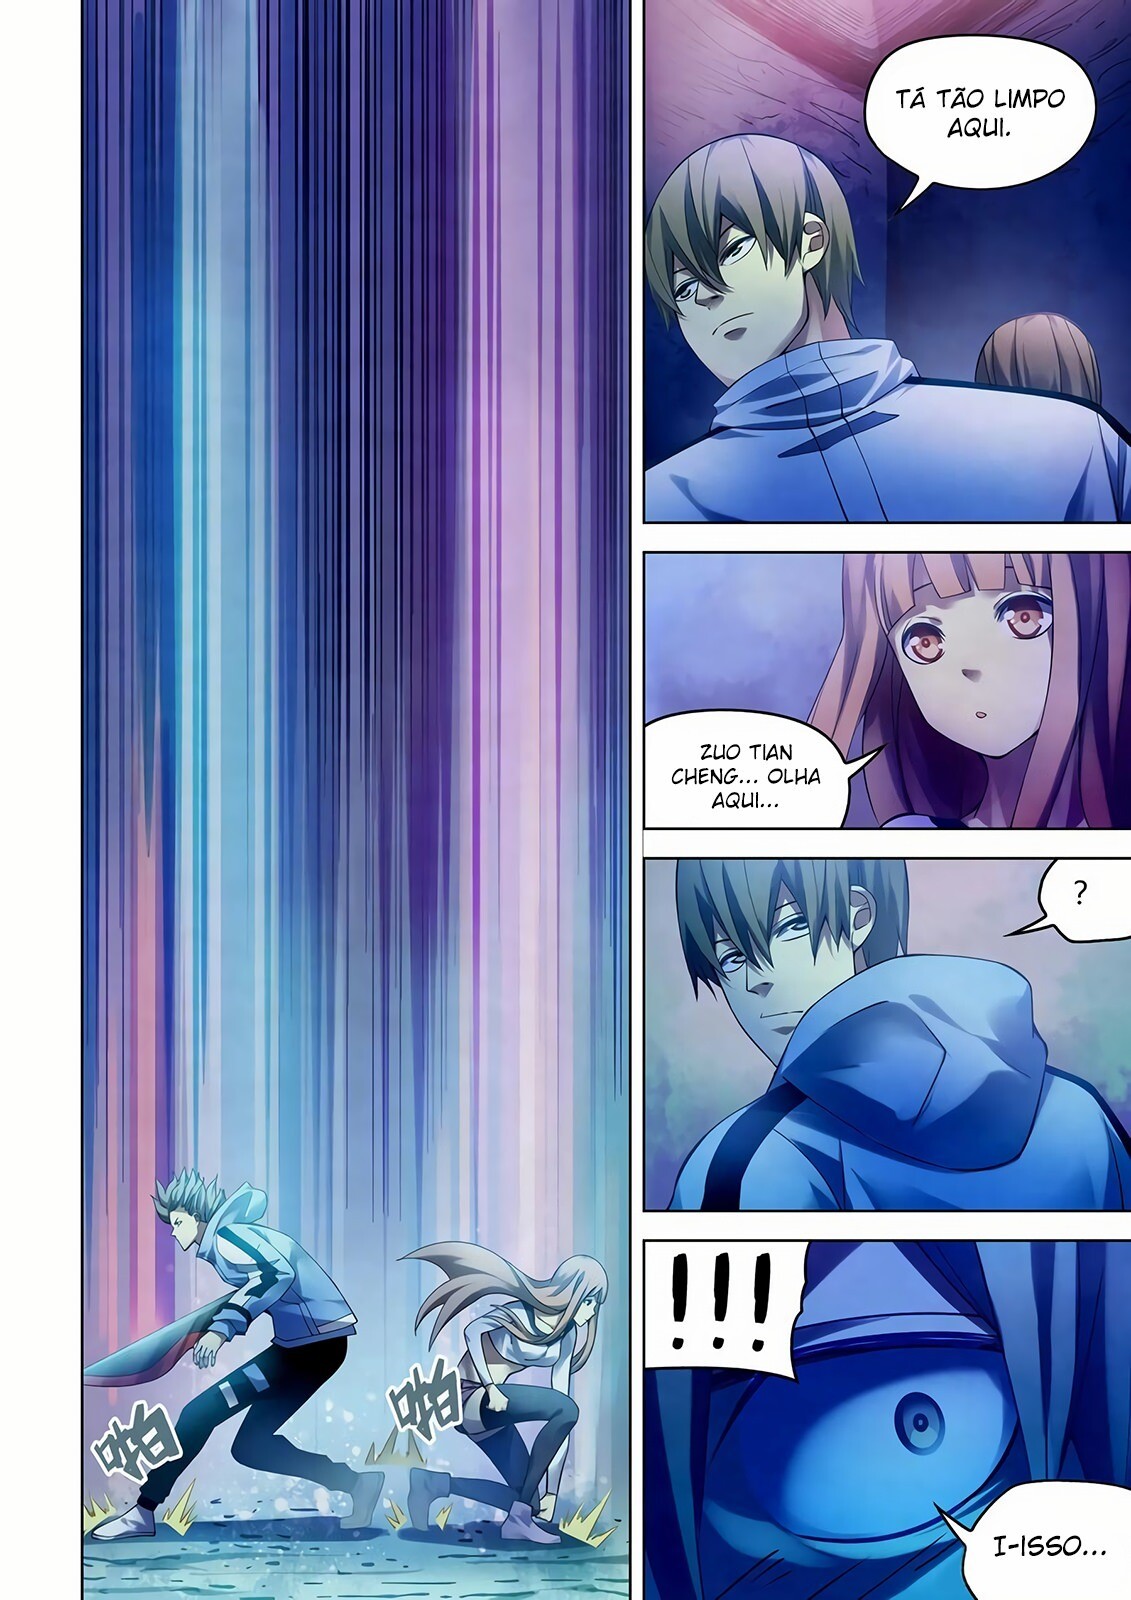 啪
啪
TÁ TÃO LIMPO
AQUI.
ZUO TIAN
CHENG... OLHA
AQUI...
?
!!!
I-ISSO...